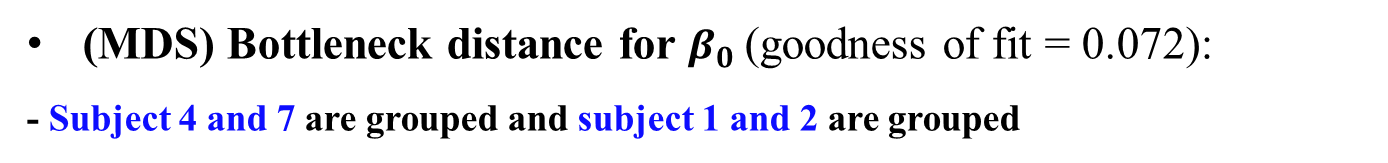 • (MDS) Bottleneck distance for β₀ (goodness of fit = 0.072):
- Subject 4 and 7 are grouped and subject 1 and 2 are grouped